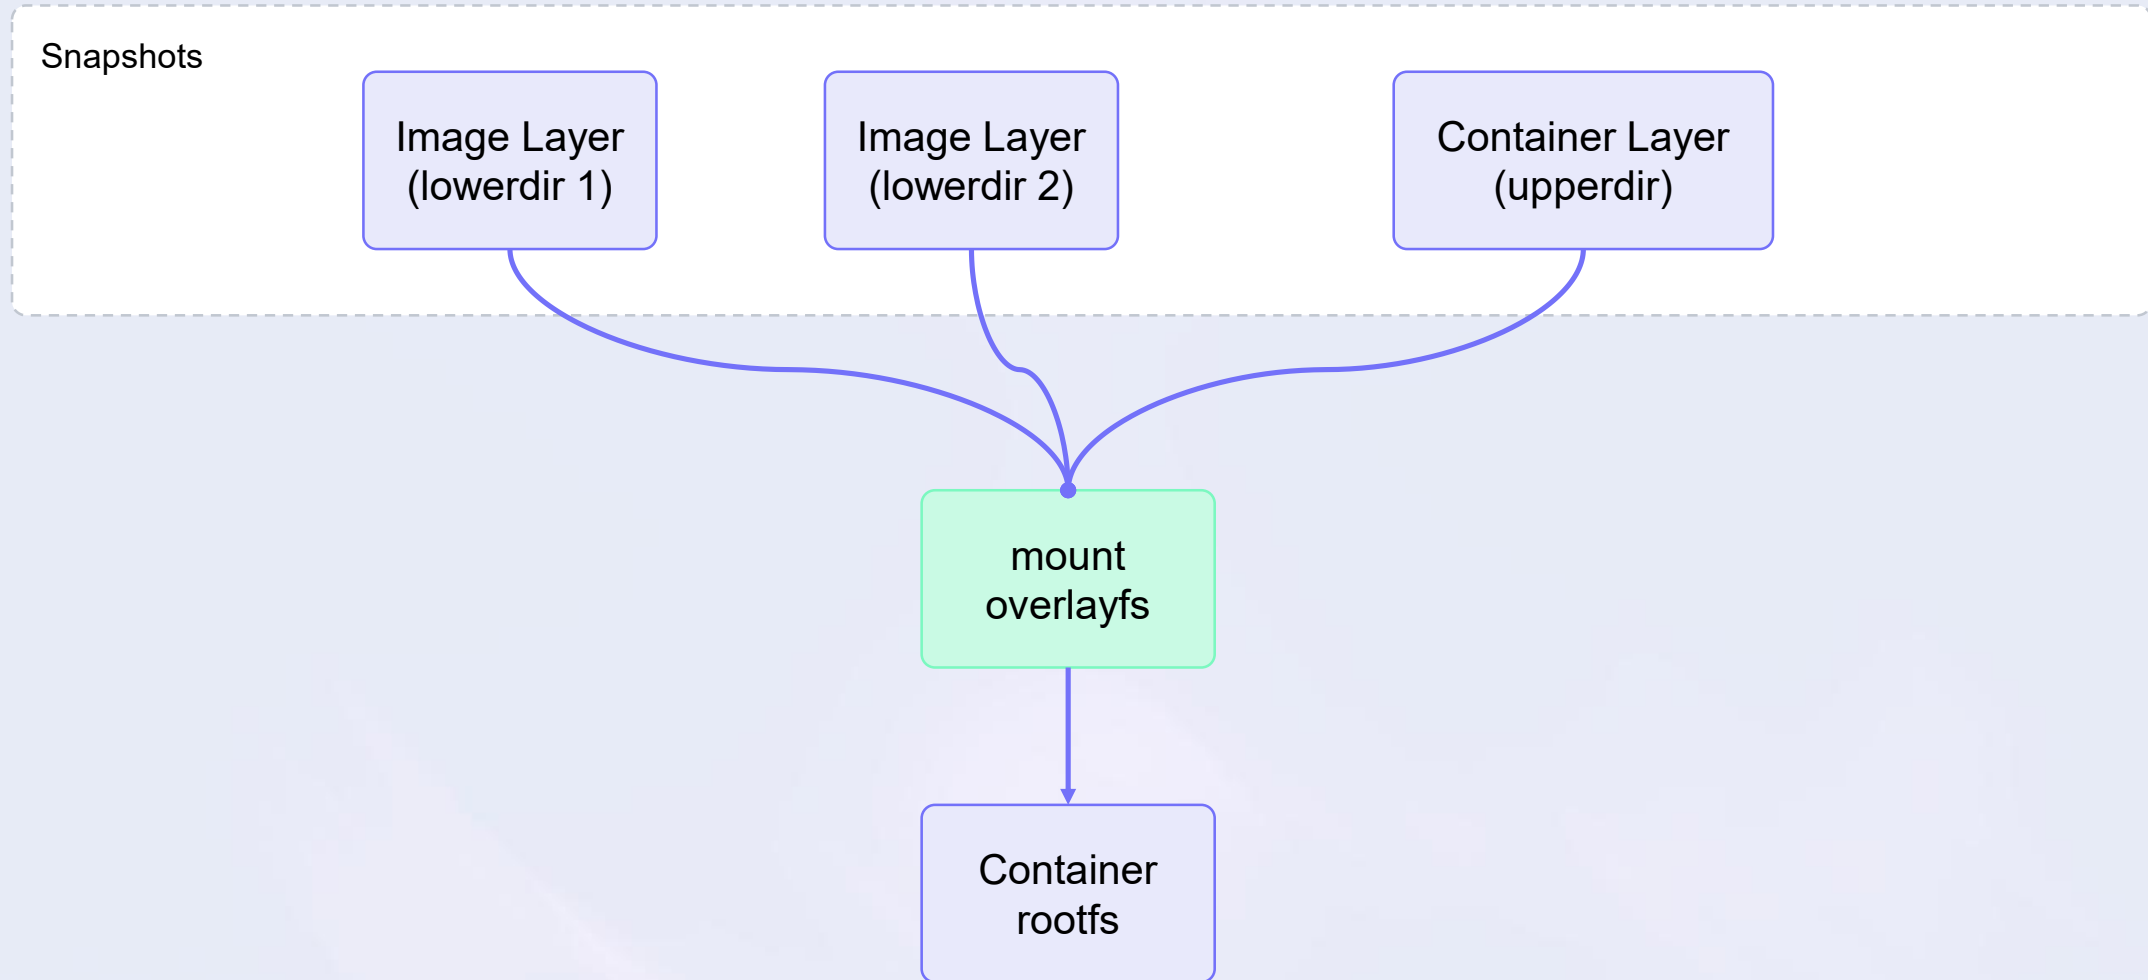 Snapshots
Image Layer
(lowerdir 1)
Image Layer
(lowerdir 2)
Container Layer
(upperdir)
mount
overlayfs
Container
rootfs